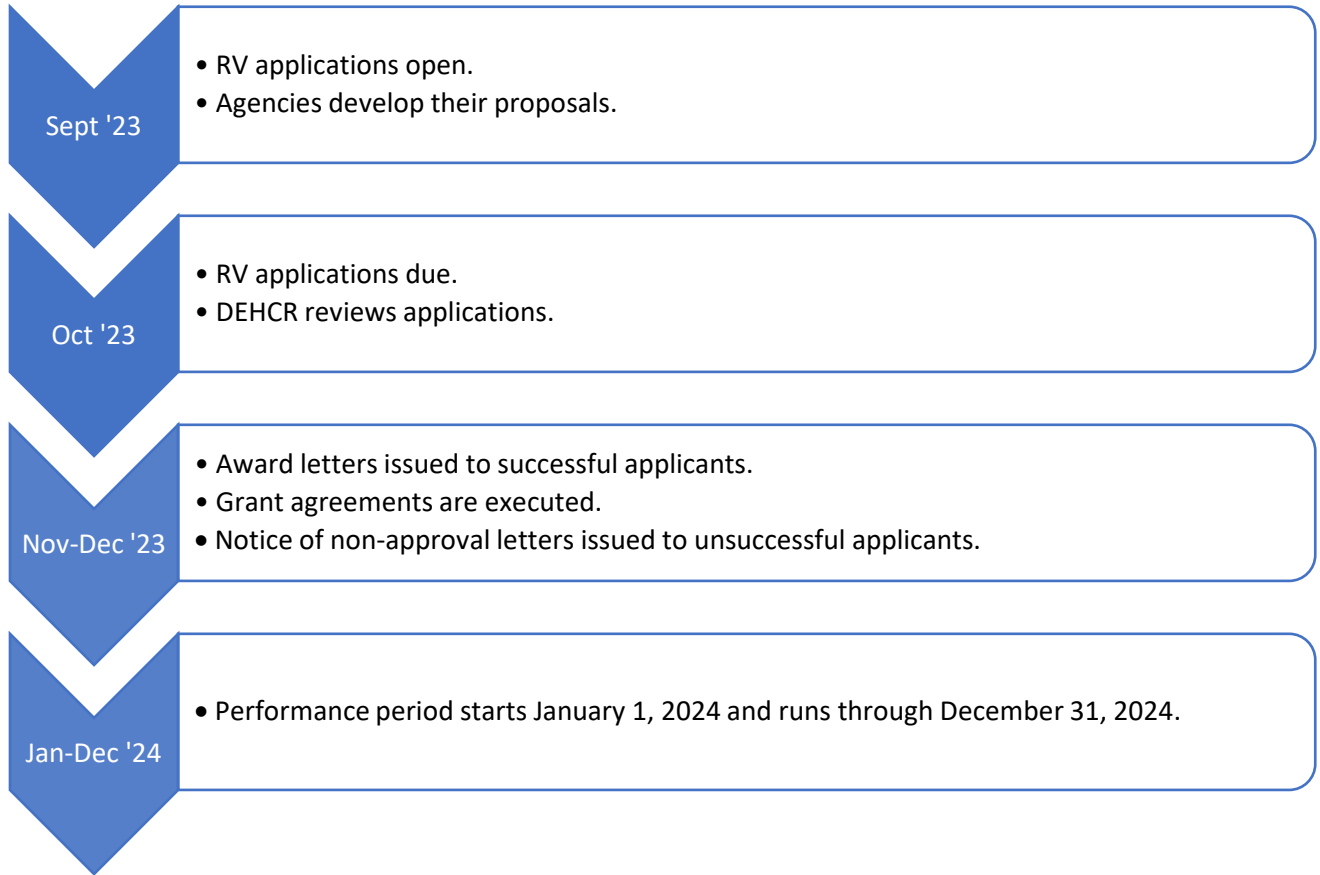 Sept '23
• RV applications open.
• Agencies develop their proposals.
Oct '23
• RV applications due.
• DEHCR reviews applications.
Nov-Dec '23
• Award letters issued to successful applicants.
• Grant agreements are executed.
• Notice of non-approval letters issued to unsuccessful applicants.
Jan-Dec '24
• Performance period starts January 1, 2024 and runs through December 31, 2024.